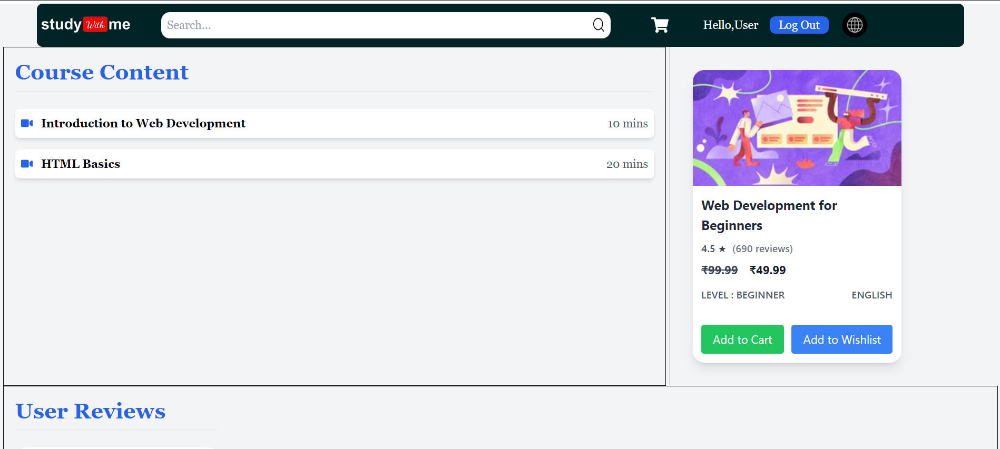 study With me
Search...
Hello,User
Log Out
Course Content
Introduction to Web Development
10 mins
HTML Basics
20 mins
Web Development for
Beginners
4.5 ★ (690 reviews)
₹99.99 ₹49.99
LEVEL : BEGINNER
ENGLISH
Add to Cart
Add to Wishlist
User Reviews